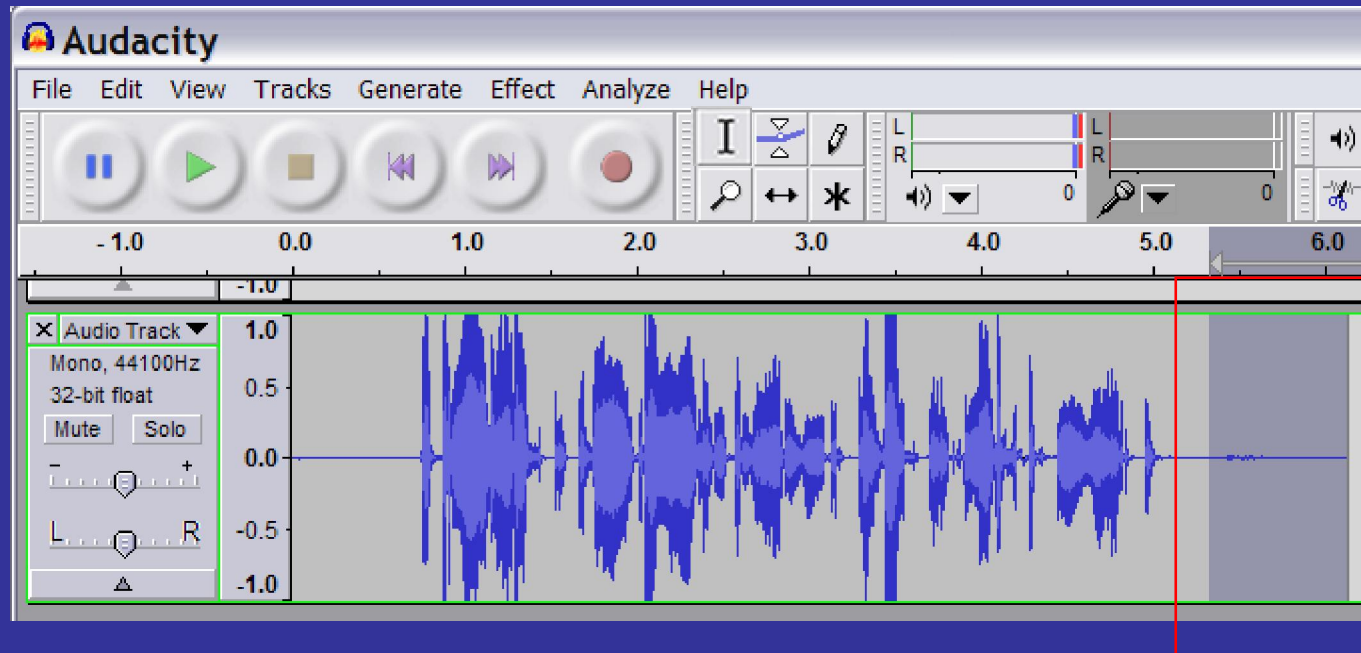 Audacity
File Edit View Tracks Generate Effect Analyze Help
L L
R R
0 0
- 1.0 0.0 1.0 2.0 3.0 4.0 5.0 6.0
-1.0
Audio Track 1.0
Mono, 44100Hz
32-bit float 0.5
Mute Solo
- + 0.0
L R -0.5
-1.0